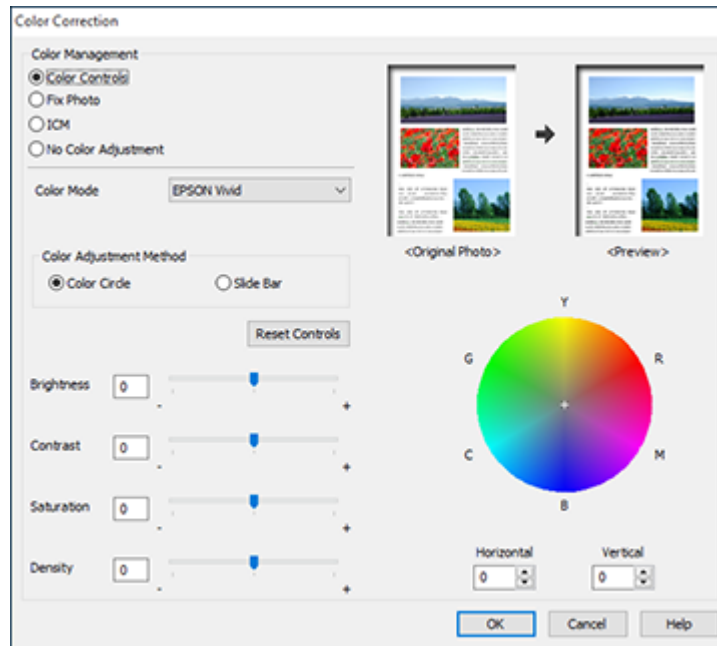 Color Correction
Color Management
Color Controls
Fix Photo
ICM
No Color Adjustment
Color Mode
EPSON Vivid
<Original Photo>
<Preview>
Color Adjustment Method
Color Circle
Slide Bar
Reset Controls
Brightness
0
-
+
Contrast
0
-
+
Saturation
0
-
+
Density
0
-
+
Y
G
R
C
M
B
Horizontal
Vertical
0
0
OK
Cancel
Help